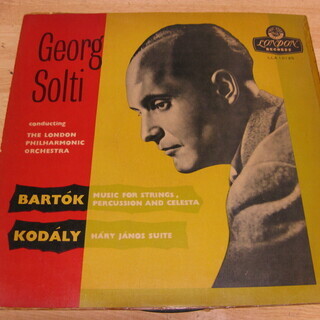 Georg
Solti
conducting
THE LONDON
PHILHARMONIC
ORCHESTRA
BARTÓK MUSIC FOR STRINGS,
PERCUSSION AND CELESTA
KODÁLY HÁRY JÁNOS SUITE
LONDON
RECORDS